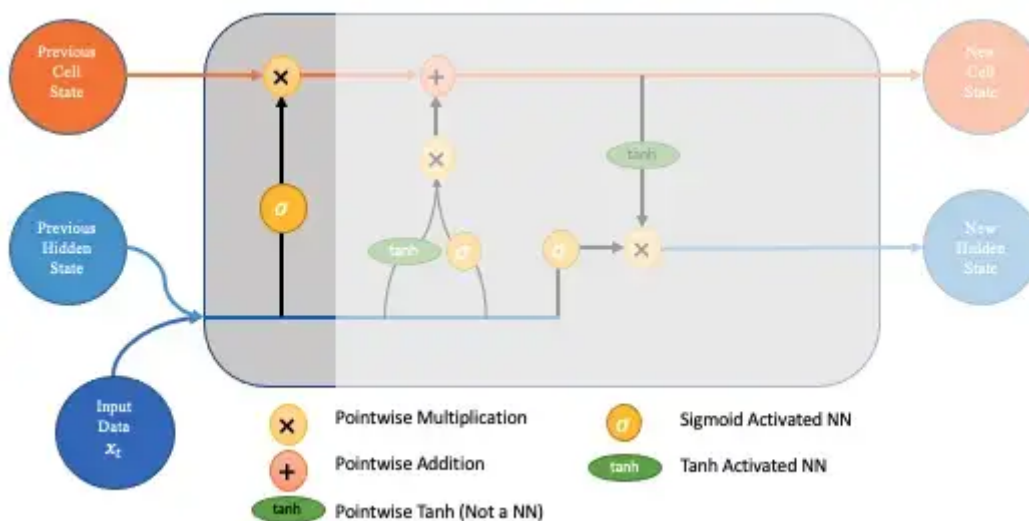 Previous
Cell
State
×
+
New
Cell
State
×
tanh
σ
Previous
Hidden
State
tanh
σ
σ
×
New
Hidden
State
Input
Data
xₜ
× Pointwise Multiplication
σ Sigmoid Activated NN
+ Pointwise Addition
tanh Tanh Activated NN
tanh Pointwise Tanh (Not a NN)